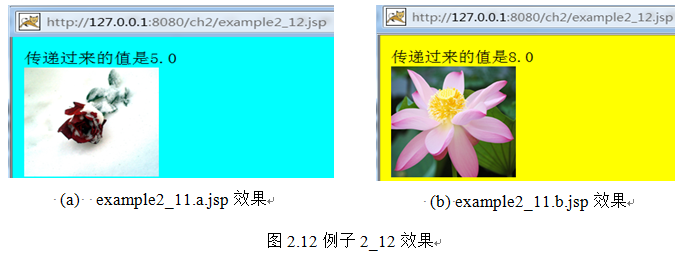 http://127.0.0.1:8080/ch2/example2_12.jsp
传递过来的值是5.0
http://127.0.0.1:8080/ch2/example2_12.jsp
传递过来的值是8.0
(a) example2_11.a.jsp 效果
(b) example2_11.b.jsp 效果
图 2.12 例子 2_12 效果